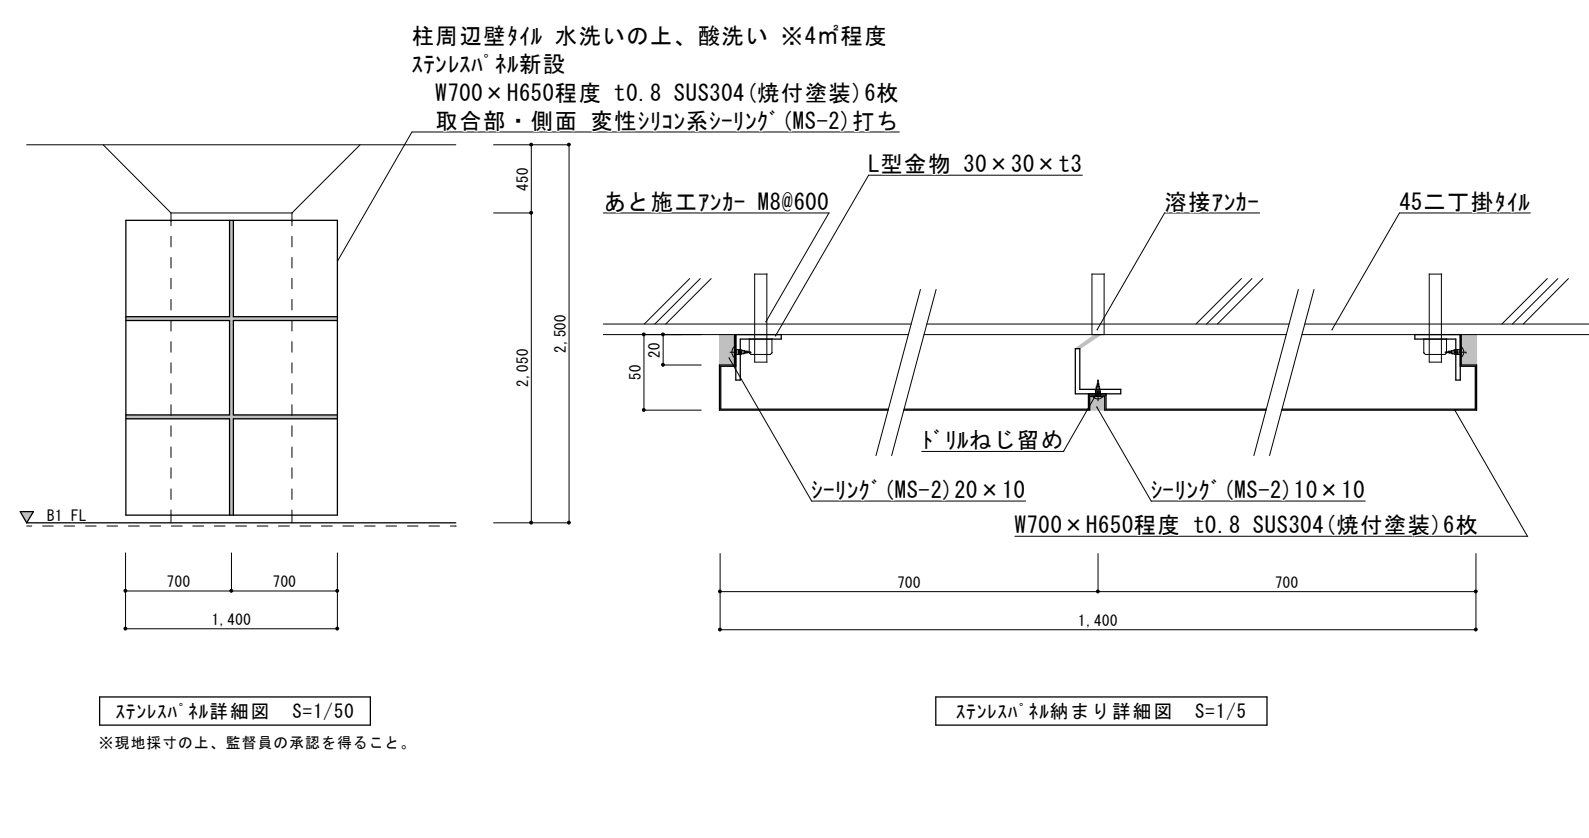 柱周辺壁ﾀｲﾙ 水洗いの上、酸洗い ※4㎡程度
ｽﾃﾝﾚｽﾊﾟﾈﾙ新設
W700×H650程度 t0.8 SUS304(焼付塗装)6枚
取合部・側面 変性ｼﾘｺﾝ系ｼｰﾘﾝｸﾞ(MS-2)打ち
450
2,050
2,500
B1 FL
700
700
1,400
ｽﾃﾝﾚｽﾊﾟﾈﾙ詳細図 S=1/50
※現地採寸の上、監督員の承認を得ること。
L型金物 30×30×t3
あと施工ｱﾝｶｰ M8@600
溶接ｱﾝｶｰ
45二丁掛ﾀｲﾙ
20
50
ﾄﾞﾘﾙねじ留め
ｼｰﾘﾝｸﾞ(MS-2)20×10
ｼｰﾘﾝｸﾞ(MS-2)10×10
W700×H650程度 t0.8 SUS304(焼付塗装)6枚
700
700
1,400
ｽﾃﾝﾚｽﾊﾟﾈﾙ納まり詳細図 S=1/5